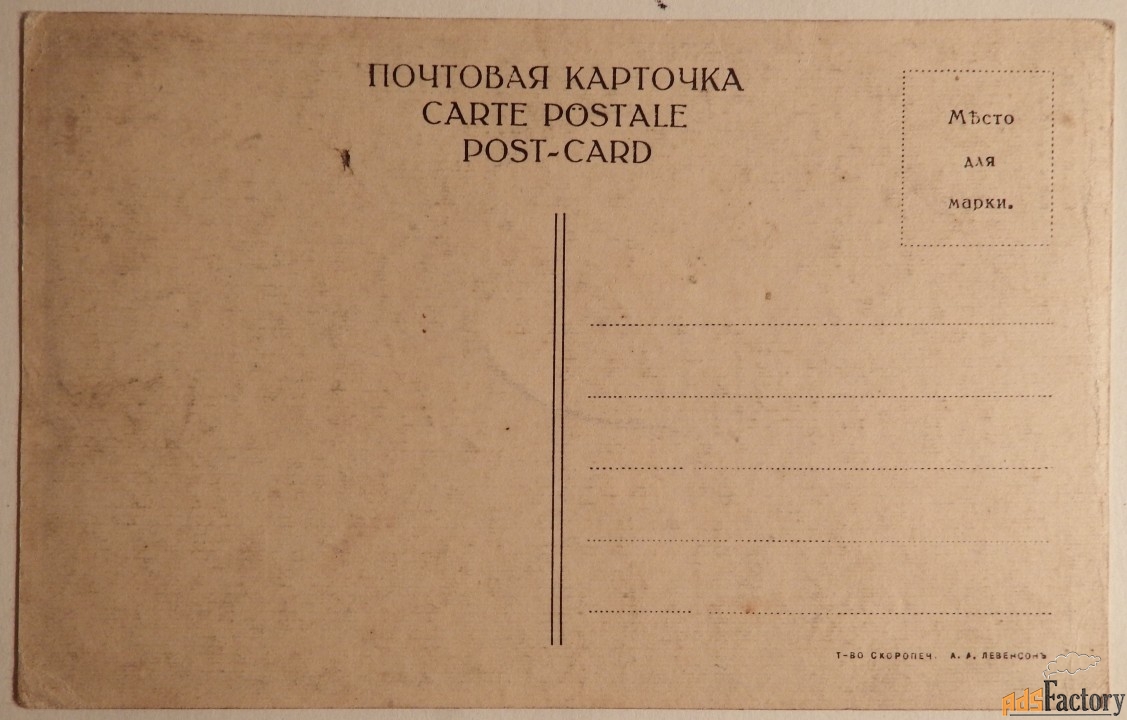 ПОЧТОВАЯ КАРТОЧКА
CARTE POSTALE
POST-CARD
Мѣсто
для
марки.
Т-ВО СКОРОПЕЧ. А. А. ЛЕВЕНСОНЪ
AdsFactory